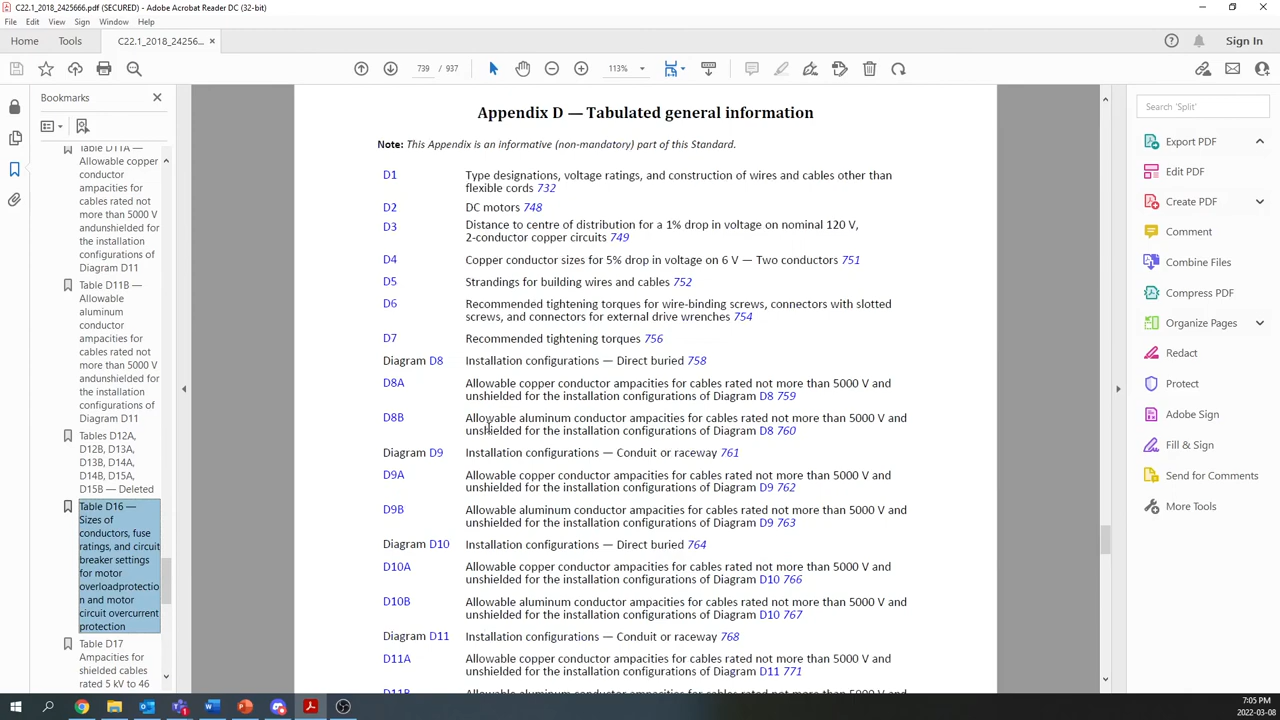 C22.1_2018_2425666.pdf (SECURED) - Adobe Acrobat Reader DC (32-bit)
File Edit View Sign Window Help
Home Tools C22.1_2018_24256... × Sign In
739 / 937 113%
Bookmarks
Table D11A —
Allowable copper
conductor
ampacities for
cables rated not
more than 5000 V
andunshielded for
the installation
configurations of
Diagram D11
Table D11B —
Allowable
aluminum
conductor
ampacities for
cables rated not
more than 5000 V
andunshielded for
the installation
configurations of
Diagram D11
Tables D12A,
D12B, D13A,
D13B, D14A,
D14B, D15A,
D15B — Deleted
Table D16 —
Sizes of
conductors, fuse
ratings, and circuit
breaker settings
for motor
overloadprotectio
n and motor
circuit overcurrent
protection
Table D17
Ampacities for
shielded cables
rated 5 kV to 46
Appendix D — Tabulated general information
Note: This Appendix is an informative (non-mandatory) part of this Standard.
D1 Type designations, voltage ratings, and construction of wires and cables other than
flexible cords 732
D2 DC motors 748
D3 Distance to centre of distribution for a 1% drop in voltage on nominal 120 V,
2-conductor copper circuits 749
D4 Copper conductor sizes for 5% drop in voltage on 6 V — Two conductors 751
D5 Strandings for building wires and cables 752
D6 Recommended tightening torques for wire-binding screws, connectors with slotted
screws, and connectors for external drive wrenches 754
D7 Recommended tightening torques 756
Diagram D8 Installation configurations — Direct buried 758
D8A Allowable copper conductor ampacities for cables rated not more than 5000 V and
unshielded for the installation configurations of Diagram D8 759
D8B Allowable aluminum conductor ampacities for cables rated not more than 5000 V and
unshielded for the installation configurations of Diagram D8 760
Diagram D9 Installation configurations — Conduit or raceway 761
D9A Allowable copper conductor ampacities for cables rated not more than 5000 V and
unshielded for the installation configurations of Diagram D9 762
D9B Allowable aluminum conductor ampacities for cables rated not more than 5000 V and
unshielded for the installation configurations of Diagram D9 763
Diagram D10 Installation configurations — Direct buried 764
D10A Allowable copper conductor ampacities for cables rated not more than 5000 V and
unshielded for the installation configurations of Diagram D10 766
D10B Allowable aluminum conductor ampacities for cables rated not more than 5000 V and
unshielded for the installation configurations of Diagram D10 767
Diagram D11 Installation configurations — Conduit or raceway 768
D11A Allowable copper conductor ampacities for cables rated not more than 5000 V and
unshielded for the installation configurations of Diagram D11 771
D11B Allowable aluminum conductor ampacities for cables rated not more than 5000 V and
Search 'Split'
Export PDF
Edit PDF
Create PDF
Comment
Combine Files
Compress PDF
Organize Pages
Redact
Protect
Adobe Sign
Fill & Sign
Send for Comments
More Tools
7:05 PM
2022-03-08